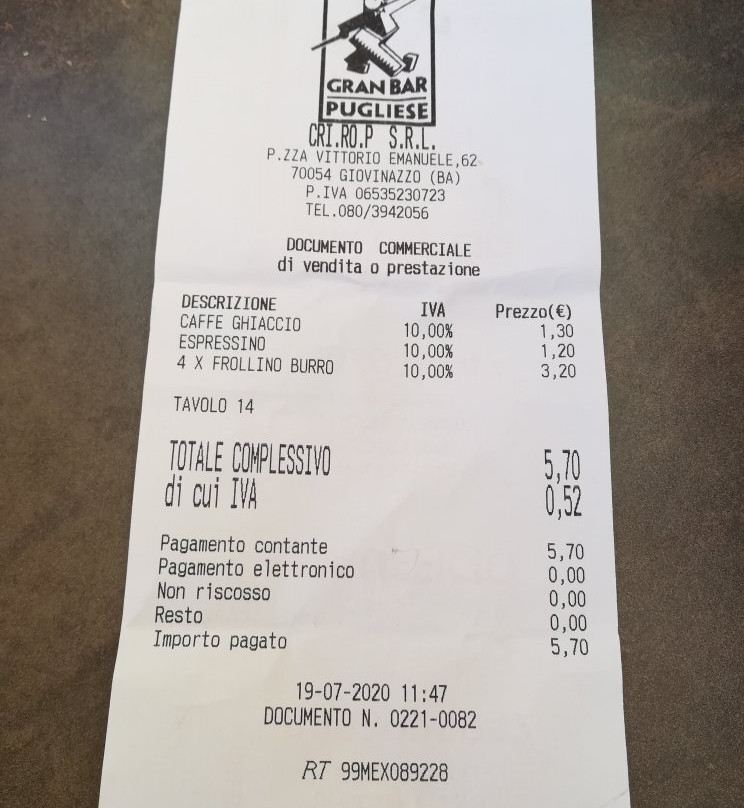 GRAN BAR
PUGLIESE
CRI.RO.P S.R.L.
P.ZZA VITTORIO EMANUELE,62
70054 GIOVINAZZO (BA)
P.IVA 06535230723
TEL.080/3942056
DOCUMENTO COMMERCIALE
di vendita o prestazione
DESCRIZIONE IVA Prezzo(€)
CAFFE GHIACCIO 10,00% 1,30
ESPRESSINO 10,00% 1,20
4 X FROLLINO BURRO 10,00% 3,20
TAVOLO 14
TOTALE COMPLESSIVO 5,70
di cui IVA 0,52
Pagamento contante 5,70
Pagamento elettronico 0,00
Non riscosso 0,00
Resto 0,00
Importo pagato 5,70
19-07-2020 11:47
DOCUMENTO N. 0221-0082
RT 99MEX089228